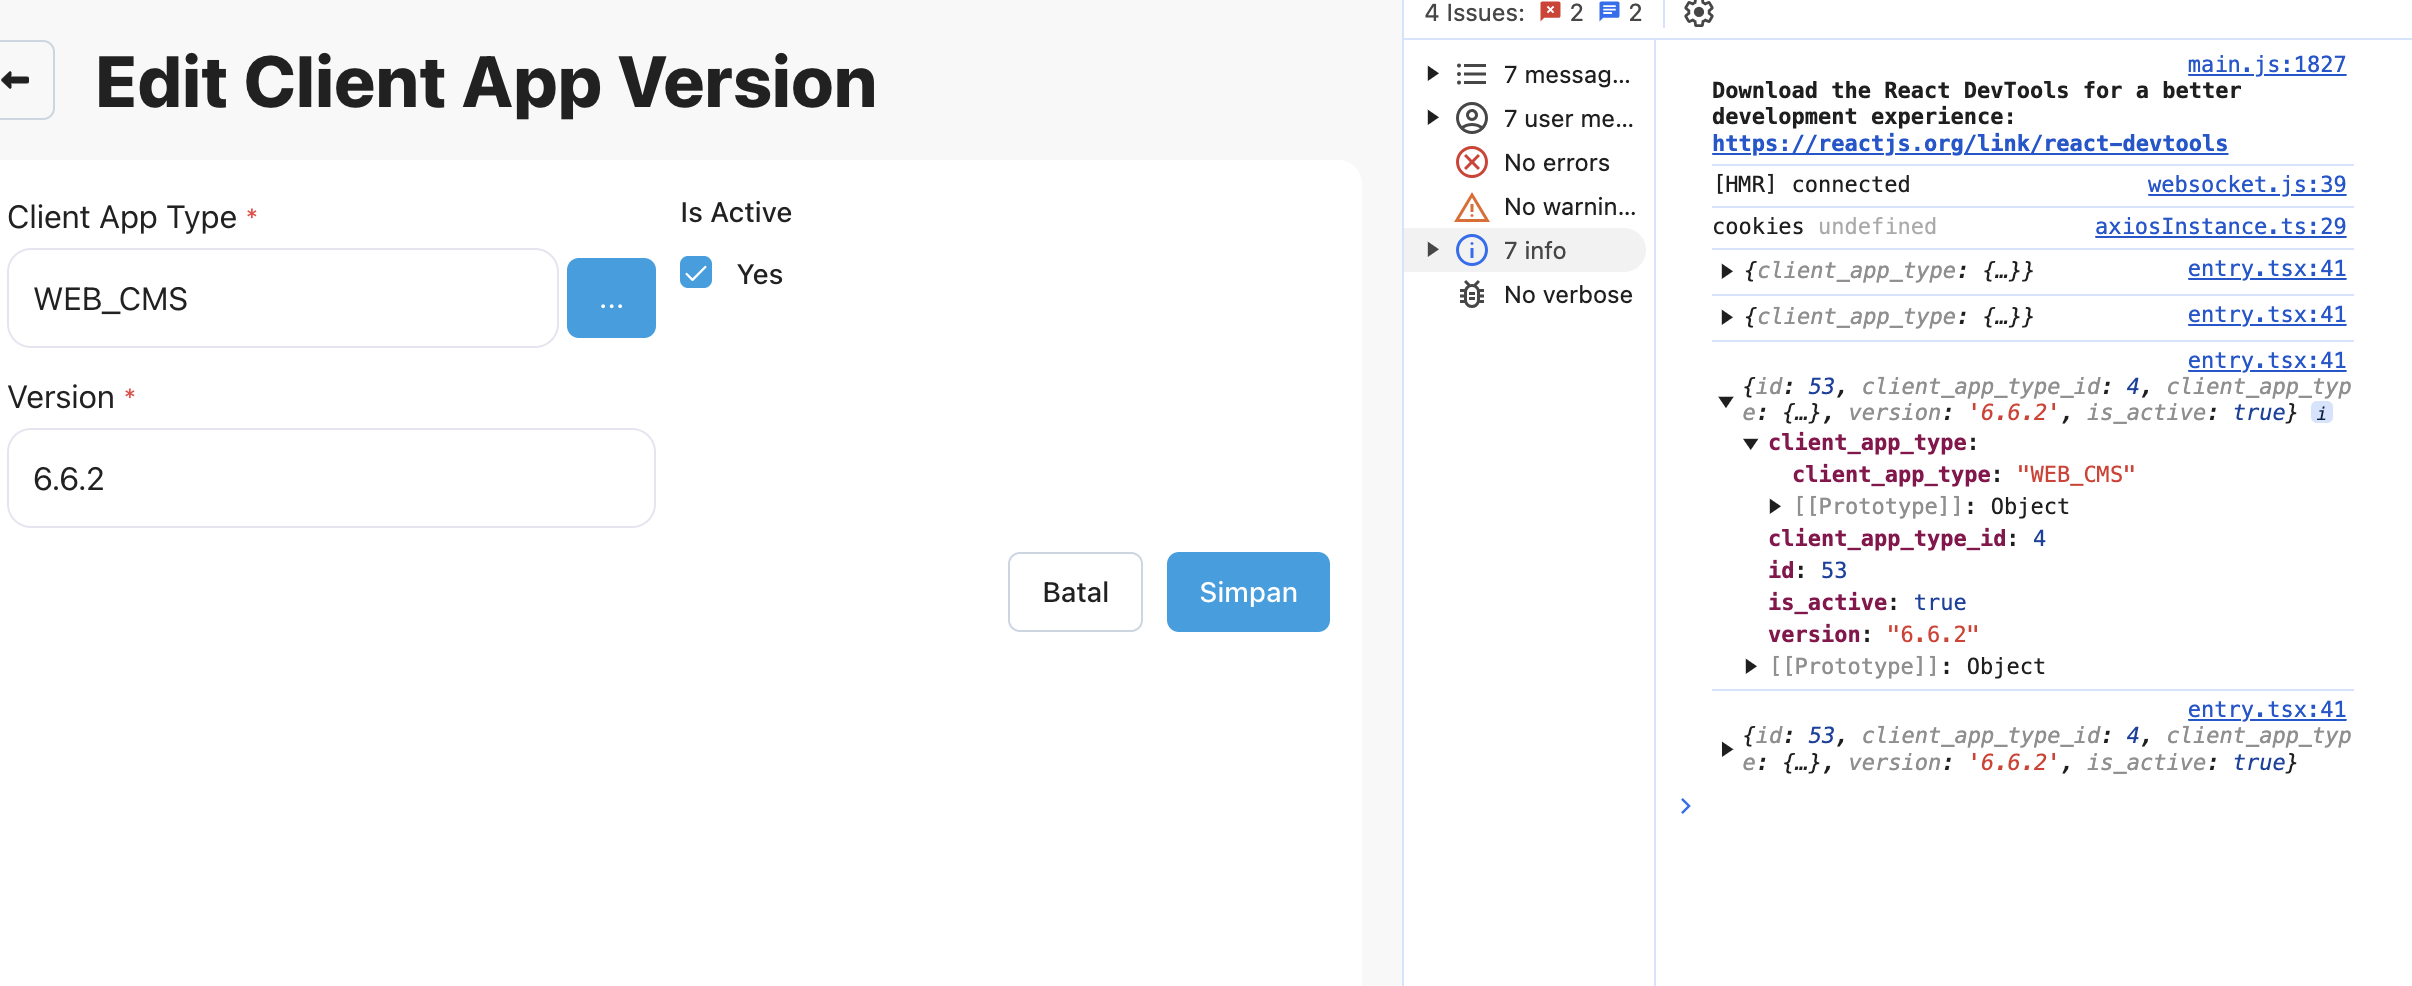 Edit Client App Version
Client App Type *
WEB_CMS
...
Is Active
Yes
Version *
6.6.2
Batal
Simpan
4 Issues: 2 2
7 messag...
7 user me...
No errors
No warnin...
7 info
No verbose
main.js:1827
Download the React DevTools for a better
development experience:
https://reactjs.org/link/react-devtools
[HMR] connected websocket.js:39
cookies undefined axiosInstance.ts:29
{client_app_type: {…}} entry.tsx:41
{client_app_type: {…}} entry.tsx:41
entry.tsx:41
{id: 53, client_app_type_id: 4, client_app_typ
e: {…}, version: '6.6.2', is_active: true} i
client_app_type:
client_app_type: "WEB_CMS"
[[Prototype]]: Object
client_app_type_id: 4
id: 53
is_active: true
version: "6.6.2"
[[Prototype]]: Object
entry.tsx:41
{id: 53, client_app_type_id: 4, client_app_typ
e: {…}, version: '6.6.2', is_active: true}